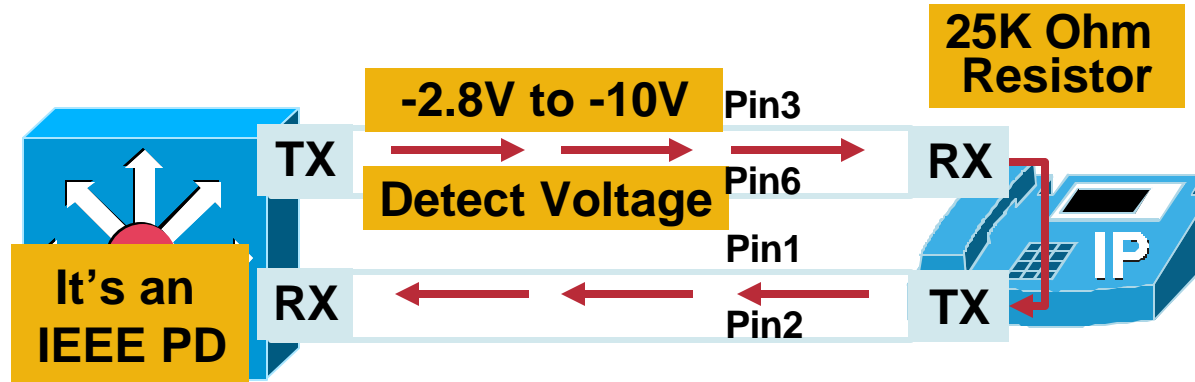 25K Ohm
Resistor
-2.8V to -10V
Pin3
TX
RX
Detect Voltage
Pin6
IP
Pin1
It’s an
IEEE PD
RX
TX
Pin2